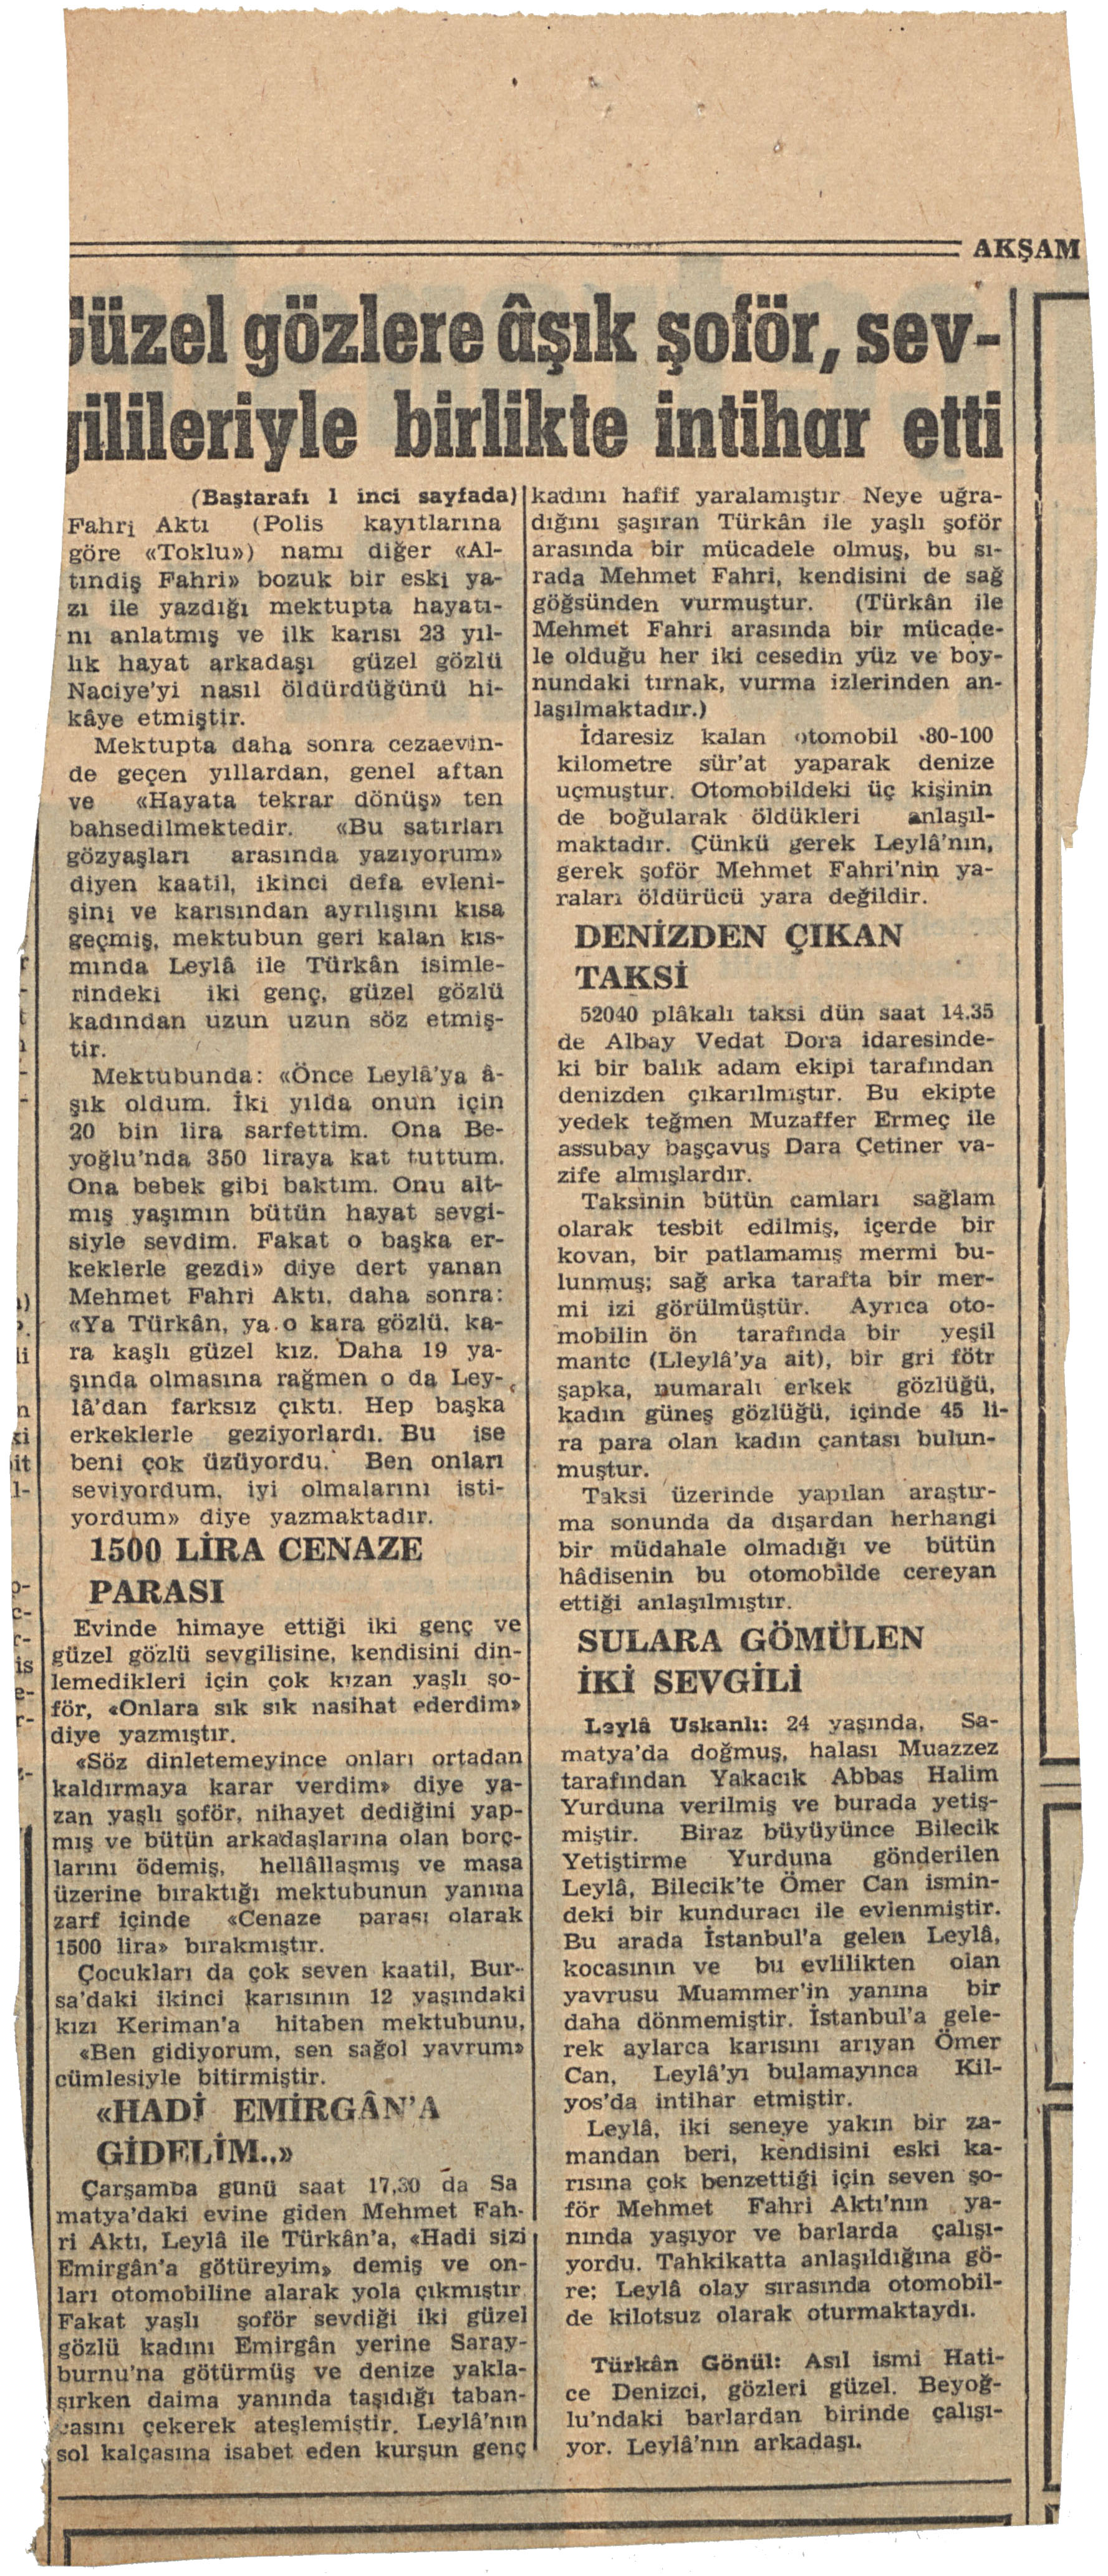 AKŞAM
Güzel gözlere âşık şoför, sev-
gilileriyle birlikte intihar etti
(Baştarafı 1 inci sayfada)
Fahri Aktı (Polis kayıtlarına
göre «Toklu») namı diğer «Al-
tındiş Fahri» bozuk bir eski ya-
zı ile yazdığı mektupta hayatı-
nı anlatmış ve ilk karısı 23 yıl-
lık hayat arkadaşı güzel gözlü
Naciye'yi nasıl öldürdüğünü hi-
kâye etmiştir.
Mektupta daha sonra cezaevin-
de geçen yıllardan, genel aftan
ve «Hayata tekrar dönüş» ten
bahsedilmektedir. «Bu satırları
gözyaşları arasında yazıyorum»
diyen kaatil, ikinci defa evleni-
şini ve karısından ayrılışını kısa
geçmiş, mektubun geri kalan kıs-
mında Leylâ ile Türkân isimle-
rindeki iki genç, güzel gözlü
kadından uzun uzun söz etmiş-
tir.
Mektubunda: «Önce Leylâ'ya â-
şık oldum. İki yılda onun için
20 bin lira sarfettim. Ona Be-
yoğlu'nda 350 liraya kat tuttum.
Ona bebek gibi baktım. Onu alt-
mış yaşımın bütün hayat sevgi-
siyle sevdim. Fakat o başka er-
keklerle gezdi» diye dert yanan
Mehmet Fahri Aktı, daha sonra:
«Ya Türkân, ya o kara gözlü, ka-
ra kaşlı güzel kız. Daha 19 ya-
şında olmasına rağmen o da Ley-
lâ'dan farksız çıktı. Hep başka
erkeklerle geziyorlardı. Bu ise
beni çok üzüyordu. Ben onları
seviyordum, iyi olmalarını isti-
yordum» diye yazmaktadır.
1500 LİRA CENAZE
PARASI
Evinde himaye ettiği iki genç ve
güzel gözlü sevgilisine, kendisini din-
lemedikleri için çok kızan yaşlı şo-
för, «Onlara sık sık nasihat ederdim»
diye yazmıştır.
«Söz dinletemeyince onları ortadan
kaldırmaya karar verdim» diye ya-
zan yaşlı şoför, nihayet dediğini yap-
mış ve bütün arkadaşlarına olan borç-
larını ödemiş, hellâllaşmış ve masa
üzerine bıraktığı mektubunun yanına
zarf içinde «Cenaze parası olarak
1500 lira» bırakmıştır.
Çocukları da çok seven kaatil, Bur-
sa'daki ikinci karısının 12 yaşındaki
kızı Keriman'a hitaben mektubunu,
«Ben gidiyorum, sen sağol yavrum»
cümlesiyle bitirmiştir.
«HADİ EMİRGÂN'A
GİDELİM..»
Çarşamba günü saat 17,30 da Sa
matya'daki evine giden Mehmet Fah-
ri Aktı, Leylâ ile Türkân'a, «Hadi sizi
Emirgân'a götüreyim» demiş ve on-
ları otomobiline alarak yola çıkmıştır
Fakat yaşlı şoför sevdiği iki güzel
gözlü kadını Emirgân yerine Saray-
burnu'na götürmüş ve denize yakla-
şırken daima yanında taşıdığı taban-
casını çekerek ateşlemiştir. Leylâ'nın
sol kalçasına isabet eden kurşun genç
kadını hafif yaralamıştır. Neye uğra-
dığını şaşıran Türkân ile yaşlı şoför
arasında bir mücadele olmuş, bu sı-
rada Mehmet Fahri, kendisini de sağ
göğsünden vurmuştur. (Türkân ile
Mehmet Fahri arasında bir mücade-
le olduğu her iki cesedin yüz ve boy-
nundaki tırnak, vurma izlerinden an-
laşılmaktadır.)
İdaresiz kalan otomobil 80-100
kilometre sür'at yaparak denize
uçmuştur. Otomobildeki üç kişinin
de boğularak öldükleri anlaşıl-
maktadır. Çünkü gerek Leylâ'nın,
gerek şoför Mehmet Fahri'nin ya-
raları öldürücü yara değildir.
DENİZDEN ÇIKAN
TAKSİ
52040 plâkalı taksi dün saat 14.35
de Albay Vedat Dora idaresinde-
ki bir balık adam ekipi tarafından
denizden çıkarılmıştır. Bu ekipte
yedek teğmen Muzaffer Ermeç ile
assubay başçavuş Dara Çetiner va-
zife almışlardır.
Taksinin bütün camları sağlam
olarak tesbit edilmiş, içerde bir
kovan, bir patlamamış mermi bu-
lunmuş; sağ arka tarafta bir mer-
mi izi görülmüştür. Ayrıca oto-
mobilin ön tarafında bir yeşil
manto (Lleylâ'ya ait), bir gri fötr
şapka, numaralı erkek gözlüğü,
kadın güneş gözlüğü, içinde 45 li-
ra para olan kadın çantası bulun-
muştur.
Taksi üzerinde yapılan araştır-
ma sonunda da dışardan herhangi
bir müdahale olmadığı ve bütün
hâdisenin bu otomobilde cereyan
ettiği anlaşılmıştır.
SULARA GÖMÜLEN
İKİ SEVGİLİ
Leylâ Uskanlı: 24 yaşında, Sa-
matya'da doğmuş, halası Muazzez
tarafından Yakacık Abbas Halim
Yurduna verilmiş ve burada yetiş-
miştir. Biraz büyüyünce Bilecik
Yetiştirme Yurduna gönderilen
Leylâ, Bilecik'te Ömer Can ismin-
deki bir kunduracı ile evlenmiştir.
Bu arada İstanbul'a gelen Leylâ,
kocasının ve bu evlilikten olan
yavrusu Muammer'in yanına bir
daha dönmemiştir. İstanbul'a gele-
rek aylarca karısını arıyan Ömer
Can, Leylâ'yı bulamayınca Kil-
yos'da intihar etmiştir.
Leylâ, iki seneye yakın bir za-
mandan beri, kendisini eski ka-
rısına çok benzettiği için seven şo-
för Mehmet Fahri Aktı'nın ya-
nında yaşıyor ve barlarda çalışı-
yordu. Tahkikatta anlaşıldığına gö-
re; Leylâ olay sırasında otomobil-
de kilotsuz olarak oturmaktaydı.
Türkân Gönül: Asıl ismi Hati-
ce Denizci, gözleri güzel. Beyoğ-
lu'ndaki barlardan birinde çalışı-
yor. Leylâ'nın arkadaşı.